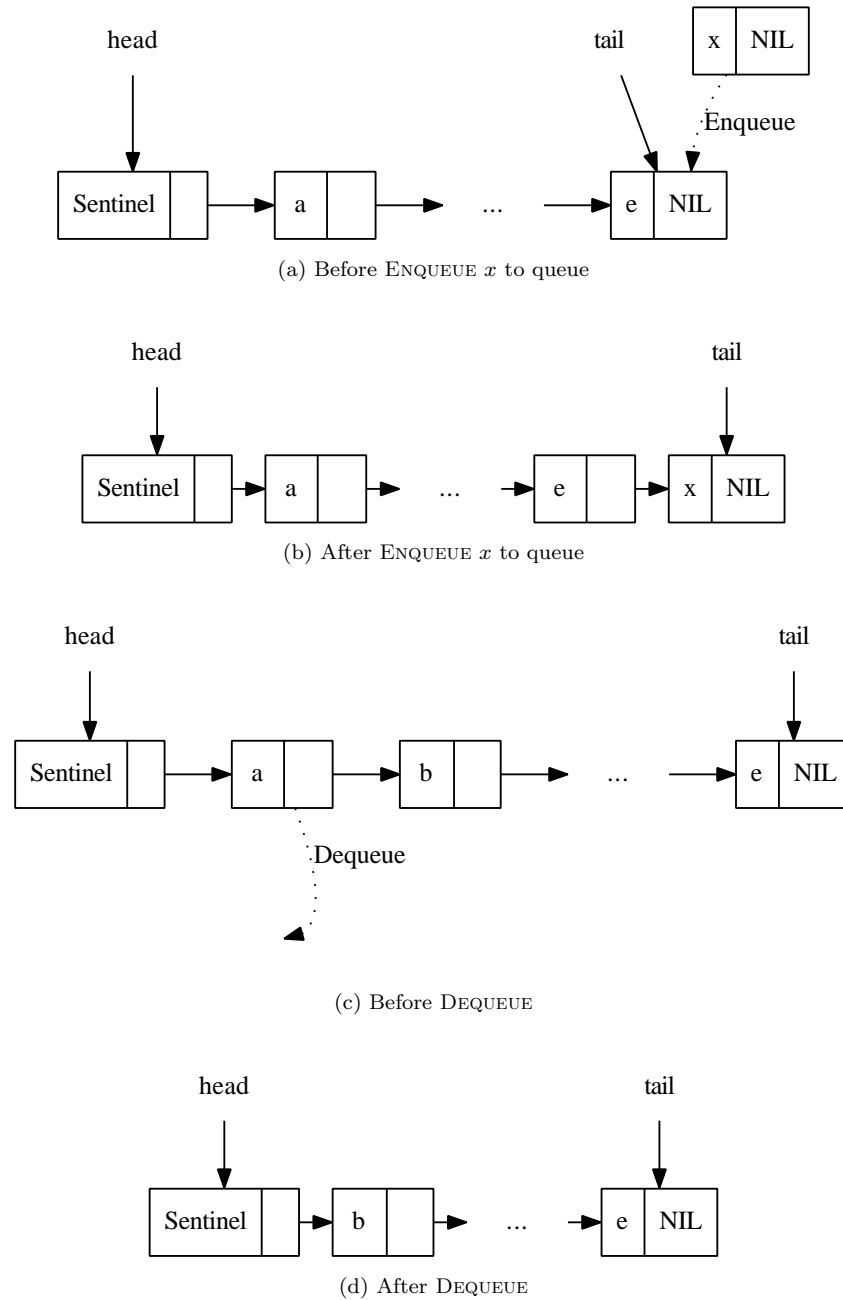 head tail x NIL
Enqueue
Sentinel a ... e NIL
(a) Before ENQUEUE x to queue
head tail
Sentinel a ... e x NIL
(b) After ENQUEUE x to queue
head tail
Sentinel a b ... e NIL
Dequeue
(c) Before DEQUEUE
head tail
Sentinel b ... e NIL
(d) After DEQUEUE